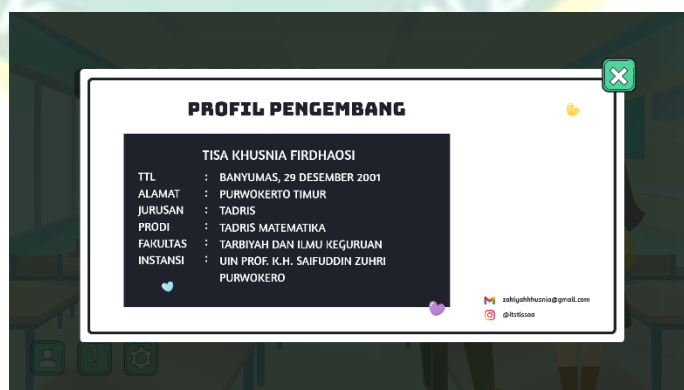 PROFIL PENGEMBANG
TISA KHUSNIA FIRDHAOSI
TTL : BANYUMAS, 29 DESEMBER 2001
ALAMAT : PURWOKERTO TIMUR
JURUSAN : TADRIS
PRODI : TADRIS MATEMATIKA
FAKULTAS : TARBIYAH DAN ILMU KEGURUAN
INSTANSI : UIN PROF. K.H. SAIFUDDIN ZUHRI
PURWOKERO
zahiyahhhusnia@gmail.com
@itstissaa